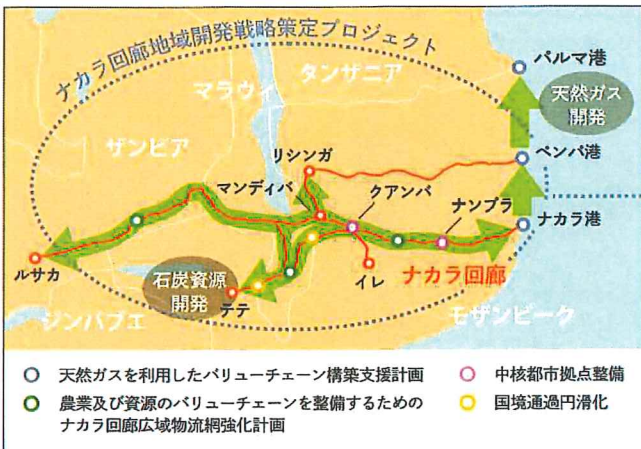 ナカラ回廊地域開発戦略策定プロジェクト
パルマ港
タンザニア
天然ガス
開発
マラウィ
ザンビア
リシンガ
ペンバ港
マンディバ
クアンバ
ナンプラ
ナカラ港
ルサカ
石炭資源
開発
テテ
イレ
ナカラ回廊
ジンバブエ
モザンビーク
天然ガスを利用したバリューチェーン構築支援計画
中核都市拠点整備
農業及び資源のバリューチェーンを整備するための
ナカラ回廊広域物流網強化計画
国境通過円滑化